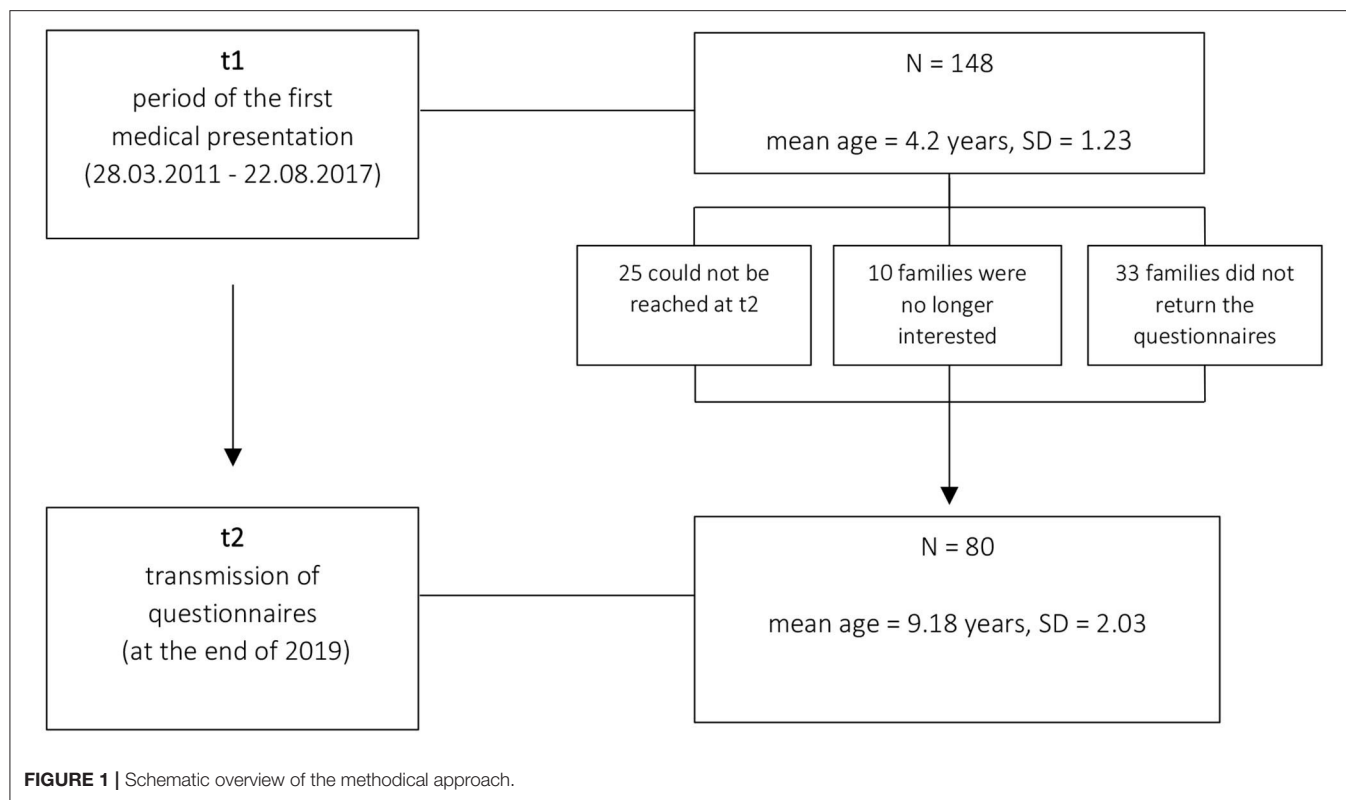 t1
period of the first
medical presentation
(28.03.2011 - 22.08.2017)
N = 148
mean age = 4.2 years, SD = 1.23
25 could not be
reached at t2
10 families were
no longer
interested
33 families did not
return the
questionnaires
t2
transmission of
questionnaires
(at the end of 2019)
N = 80
mean age = 9.18 years, SD = 2.03
FIGURE 1 | Schematic overview of the methodical approach.